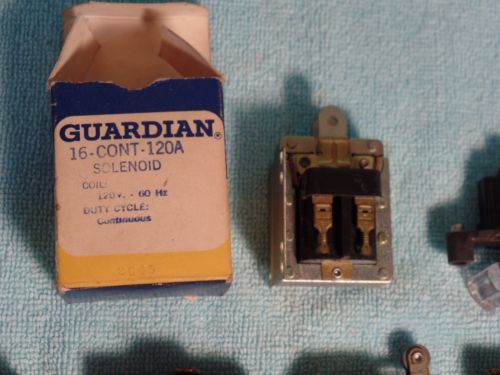 GUARDIAN
16-CONT-120A
SOLENOID
COIL:
120V. - 60 Hz
DUTY CYCLE:
Continuous